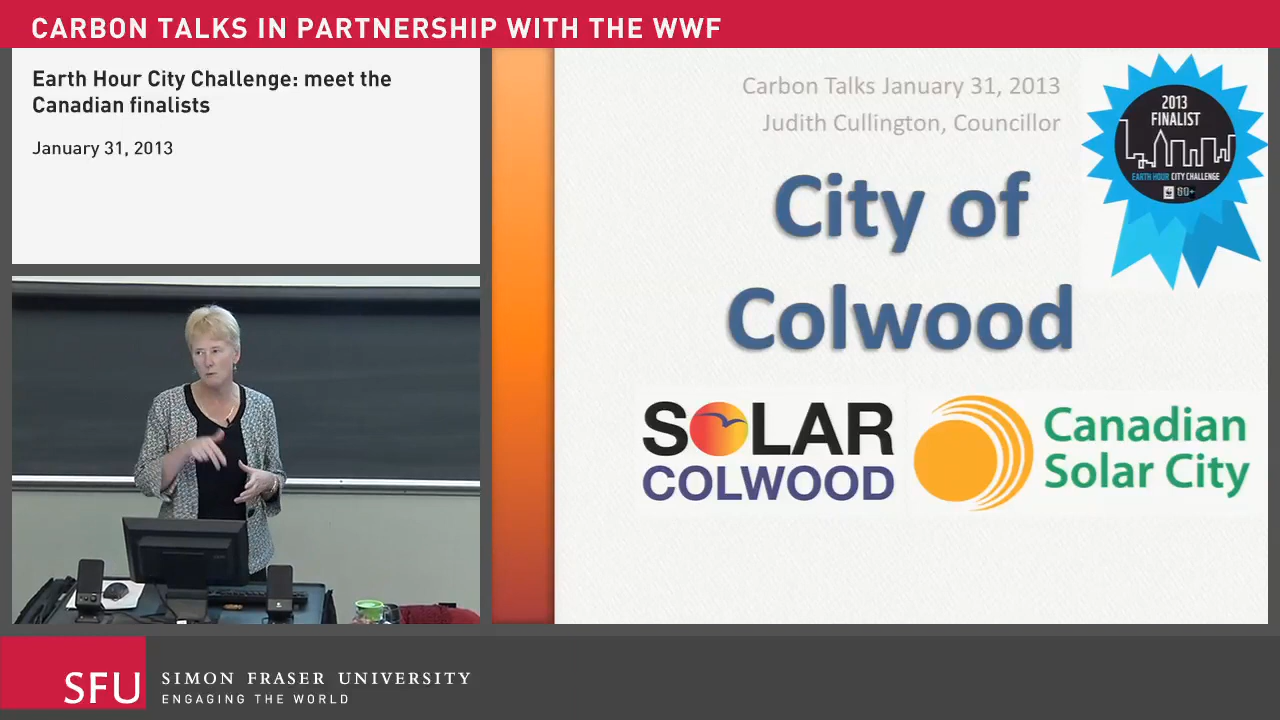 CARBON TALKS IN PARTNERSHIP WITH THE WWF
Earth Hour City Challenge: meet the
Canadian finalists
January 31, 2013
Carbon Talks January 31, 2013
Judith Cullington, Councillor
2013
FINALIST
EARTH HOUR CITY CHALLENGE
60+
City of
Colwood
SOLAR
COLWOOD
Canadian
Solar City
SFU
SIMON FRASER UNIVERSITY
ENGAGING THE WORLD